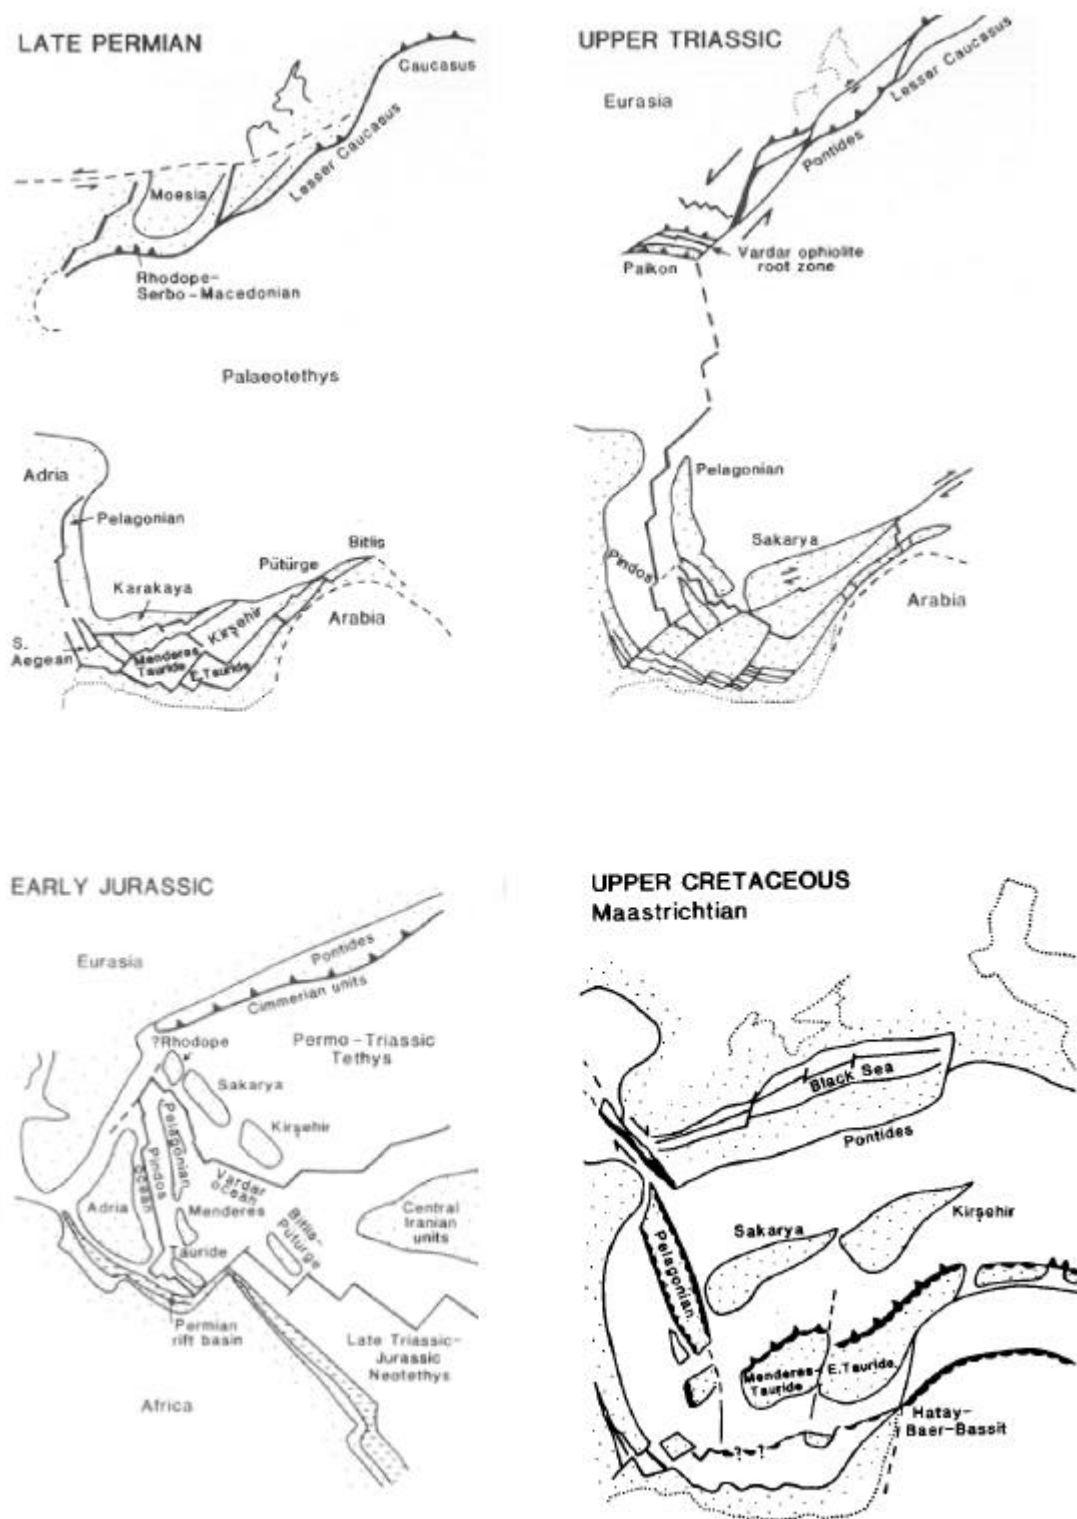 LATE PERMIAN
Caucasus
Lesser Caucasus
Moesia
Rhodope-
Serbo-Macedonian
Palaeotethys
Adria
Pelagonian
Bitlis
Pütürge
Karakaya
Kirşehir
Arabia
S.
Aegean
Menderes
Tauride
E.Tauride
UPPER TRIASSIC
Eurasia
Lesser Caucasus
Pontides
Vardar ophiolite
root zone
Paikon
Pelagonian
Sakarya
Pindos
Arabia
EARLY JURASSIC
Eurasia
Pontides
Cimmerian units
?Rhodope
Permo-Triassic
Tethys
Sakarya
Kirşehir
Pelagonian
Pindos
ocean
Vardar
ocean
Adria
Menderes
Central
Iranian
units
Bitlis-
Puturge
Tauride
Permian
rift basin
Late Triassic-
Jurassic
Neotethys
Africa
UPPER CRETACEOUS
Maastrichtian
Black Sea
Pontides
Kirşehir
Sakarya
Pelagonian
Menderes-
Tauride
E.Tauride
Hatay-
Baer-Bassit
? ?